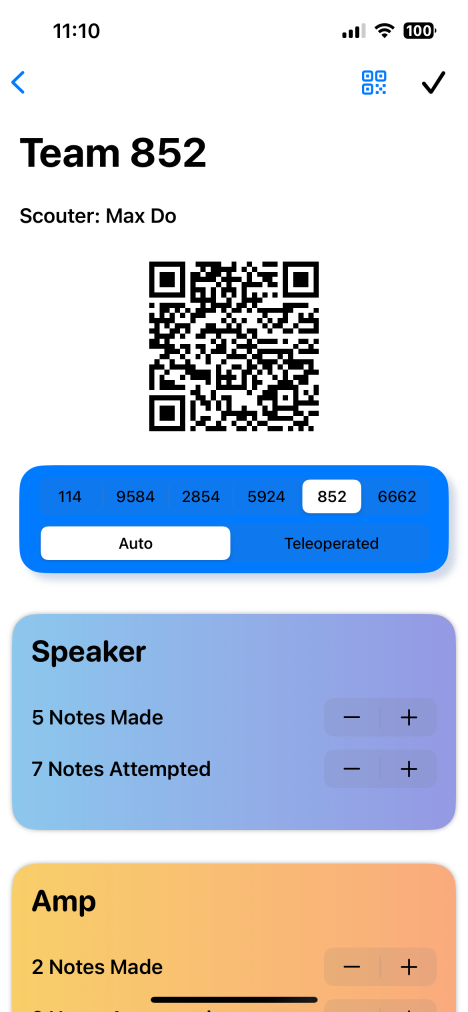 11:10
100
Team 852
Scouter: Max Do
114 9584 2854 5924 852 6662
Auto Teleoperated
Speaker
5 Notes Made
7 Notes Attempted
Amp
2 Notes Made